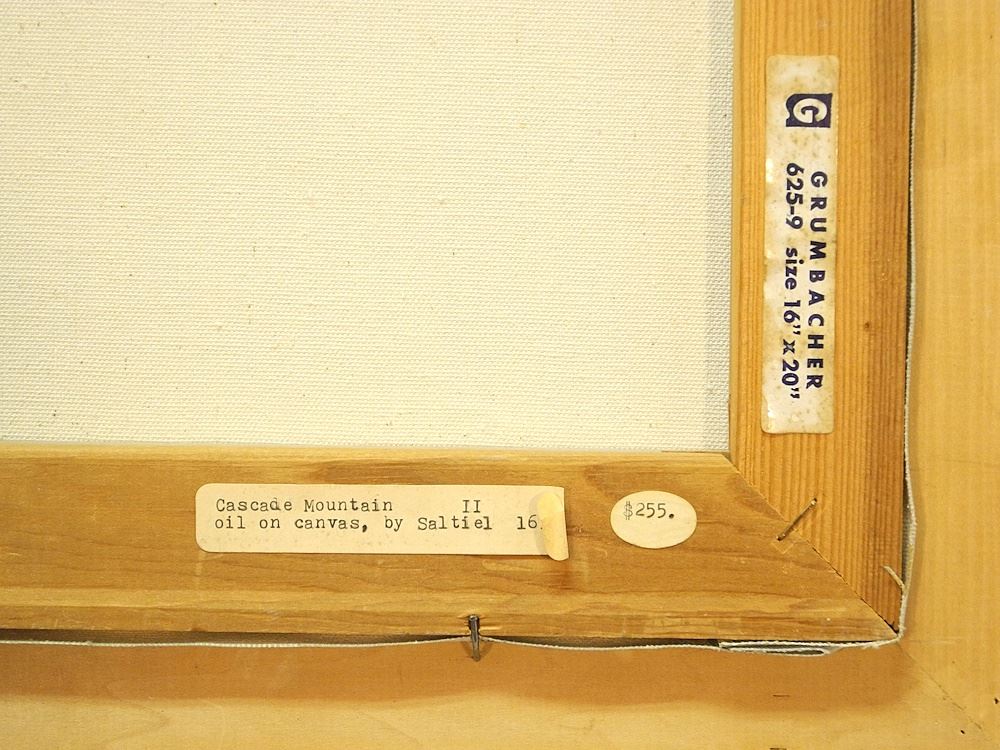 G
GRUMBACHER
625-9 size 16" x 20"
Cascade Mountain II
oil on canvas, by Saltiel 16
$255.